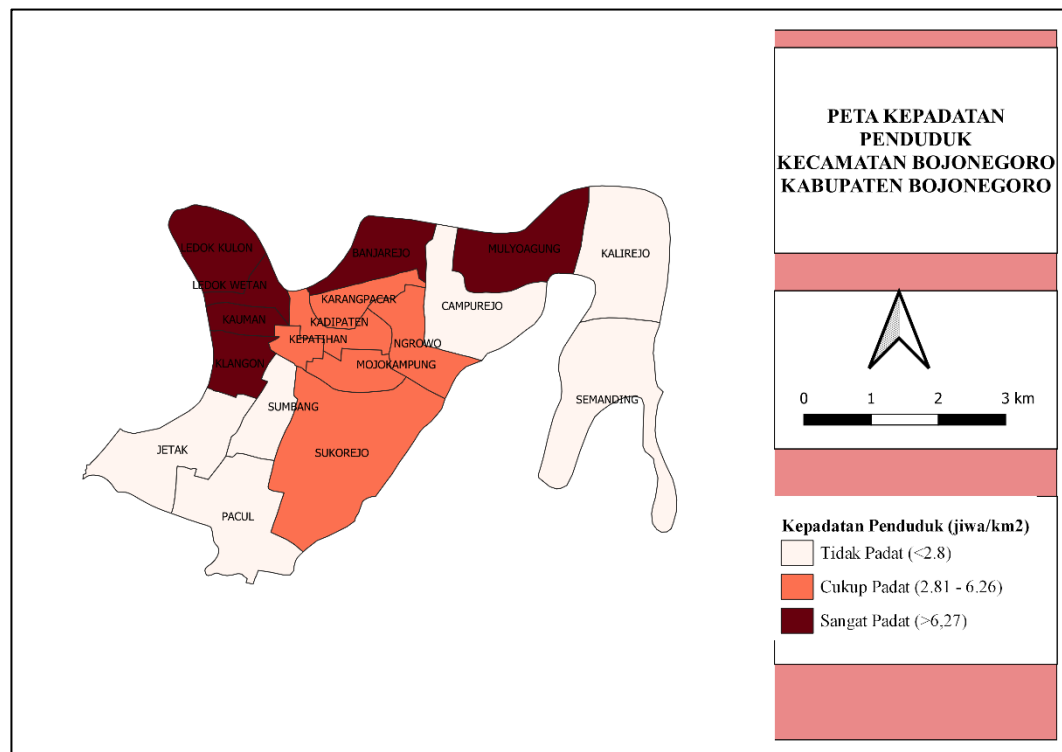 PETA KEPADATAN
PENDUDUK
KECAMATAN BOJONEGORO
KABUPATEN BOJONEGORO
LEDOK KULON
BANJAREJO
MULYOAGUNG
KALIREJO
LEDOK WETAN
KARANGPACAR
CAMPUREJO
KAUMAN
KADIPATEN
KEPATIHAN
NGROWO
KLANGON
MOJOKAMPUNG
SUMBANG
SEMANDING
JETAK
SUKOREJO
PACUL
0 1 2 3 km
Kepadatan Penduduk (jiwa/km2)
Tidak Padat (<2.8)
Cukup Padat (2.81 - 6.26)
Sangat Padat (>6,27)